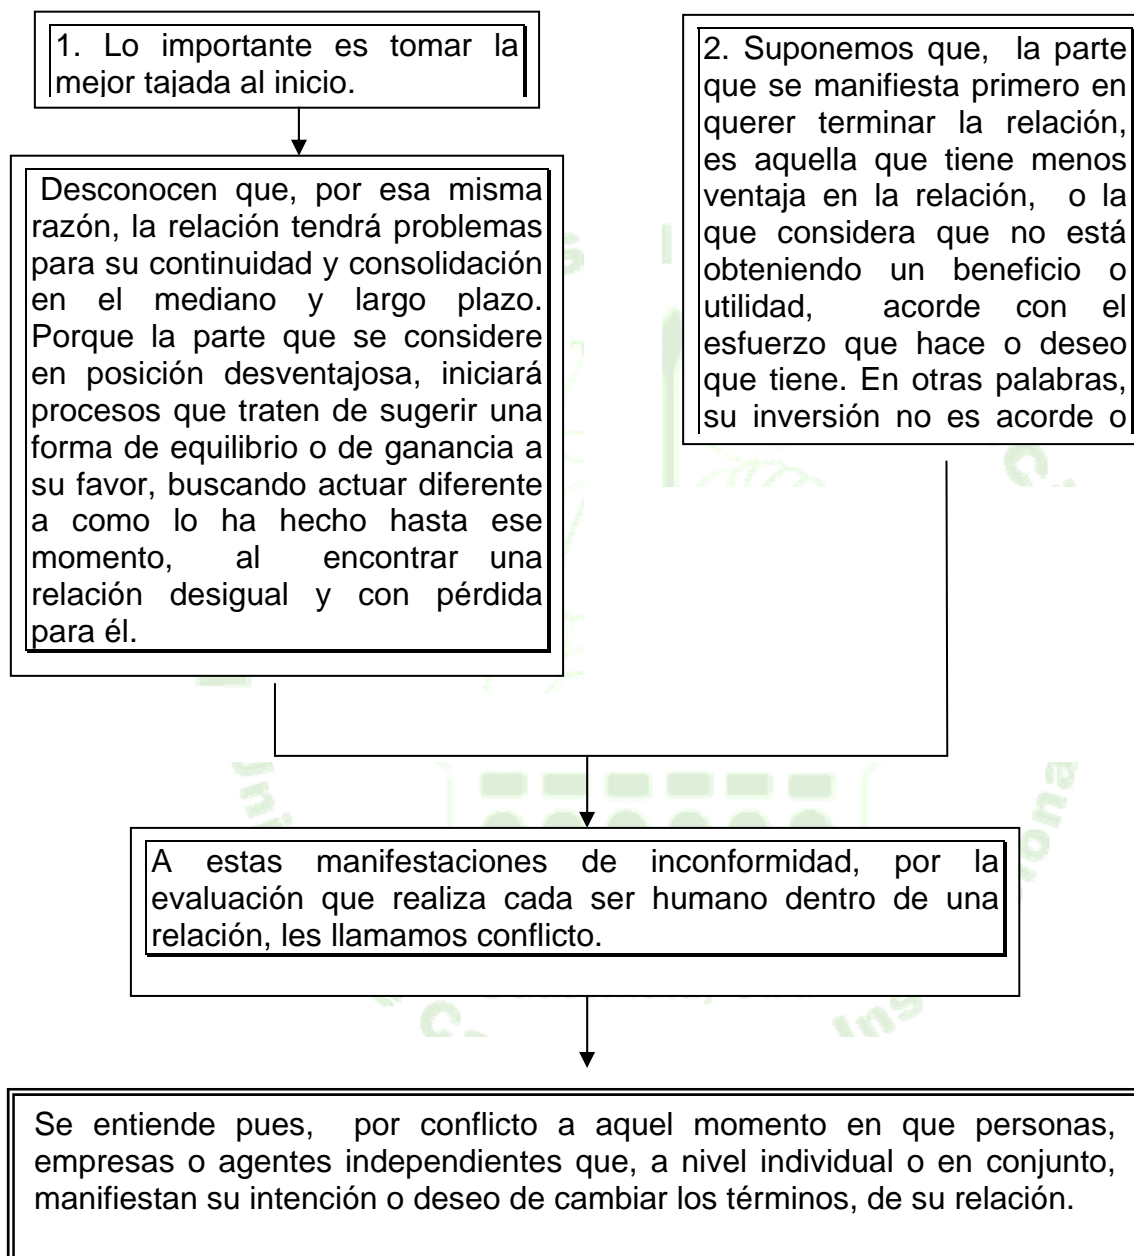 1. Lo importante es tomar la
mejor tajada al inicio.
Desconocen que, por esa misma
razón, la relación tendrá problemas
para su continuidad y consolidación
en el mediano y largo plazo.
Porque la parte que se considere
en posición desventajosa, iniciará
procesos que traten de sugerir una
forma de equilibrio o de ganancia a
su favor, buscando actuar diferente
a como lo ha hecho hasta ese
momento, al encontrar una
relación desigual y con pérdida
para él.
2. Suponemos que, la parte
que se manifiesta primero en
querer terminar la relación,
es aquella que tiene menos
ventaja en la relación, o la
que considera que no está
obteniendo un beneficio o
utilidad, acorde con el
esfuerzo que hace o deseo
que tiene. En otras palabras,
su inversión no es acorde o
A estas manifestaciones de inconformidad, por la
evaluación que realiza cada ser humano dentro de una
relación, les llamamos conflicto.
Se entiende pues, por conflicto a aquel momento en que personas,
empresas o agentes independientes que, a nivel individual o en conjunto,
manifiestan su intención o deseo de cambiar los términos, de su relación.